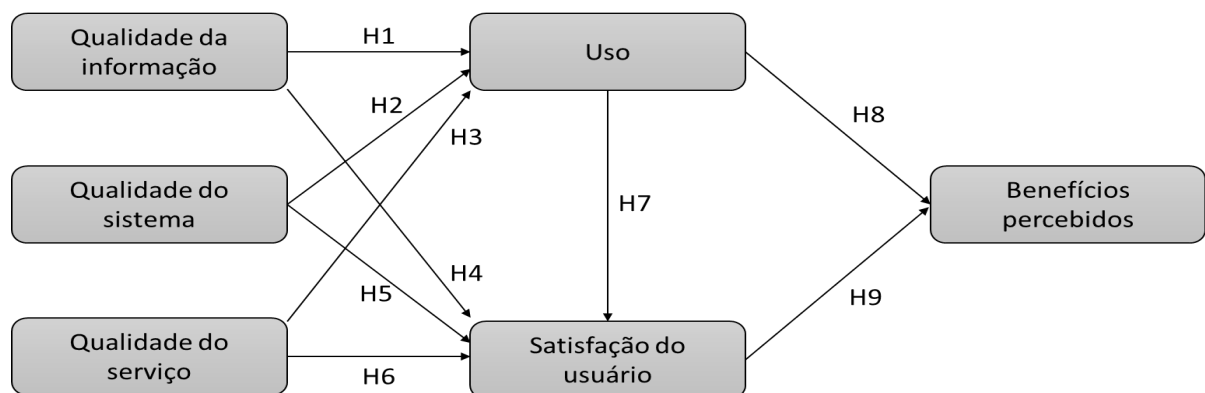 Qualidade da
informação
H1
Uso
H2
H3
H8
Qualidade do
sistema
H7
Benefícios
percebidos
H4
H5
H9
Qualidade do
serviço
H6
Satisfação do
usuário